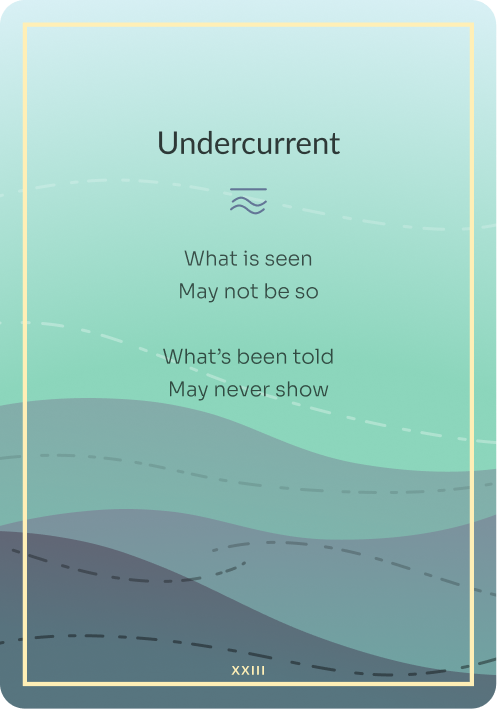 Undercurrent
What is seen
May not be so
What’s been told
May never show
XXIII